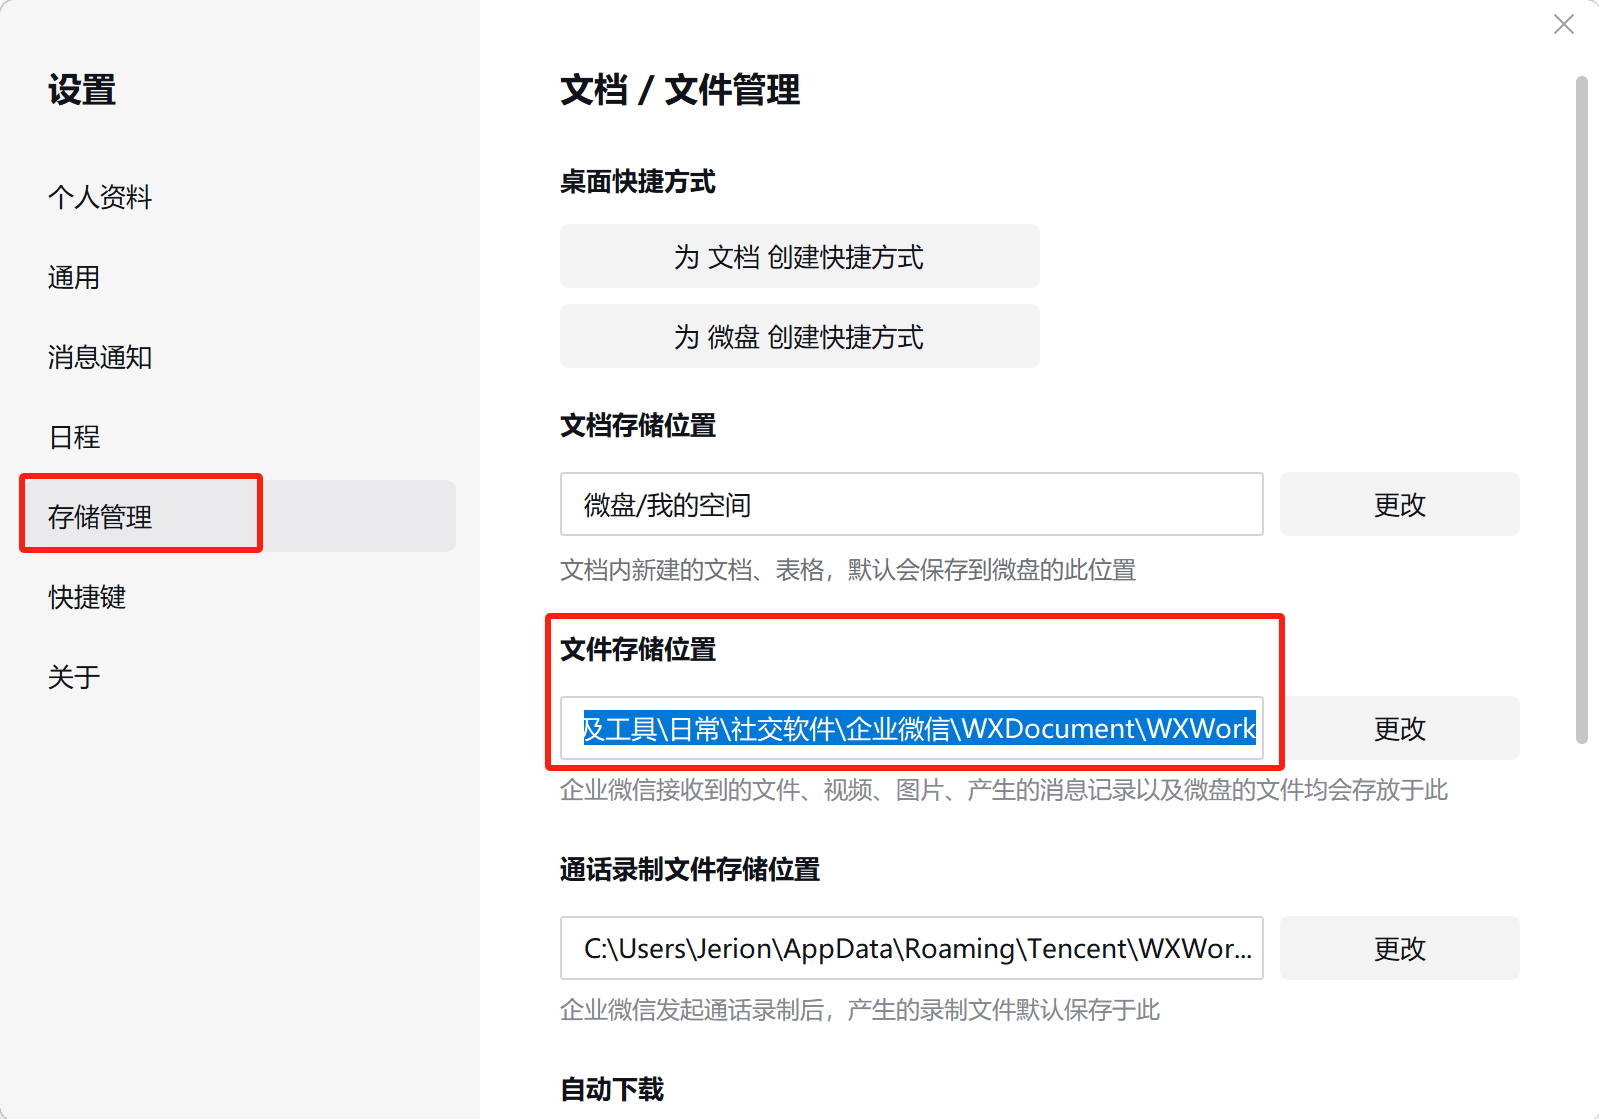 设置
个人资料
通用
消息通知
日程
存储管理
快捷键
关于
文档 / 文件管理
桌面快捷方式
为 文档 创建快捷方式
为 微盘 创建快捷方式
文档存储位置
微盘/我的空间
更改
文档内新建的文档、表格，默认会保存到微盘的此位置
文件存储位置
及工具\日常\社交软件\企业微信\WXDocument\WXWork
更改
企业微信接收到的文件、视频、图片、产生的消息记录以及微盘的文件均会存放于此
通话录制文件存储位置
C:\Users\Jerion\AppData\Roaming\Tencent\WXWor...
更改
企业微信发起通话录制后，产生的录制文件默认保存于此
自动下载